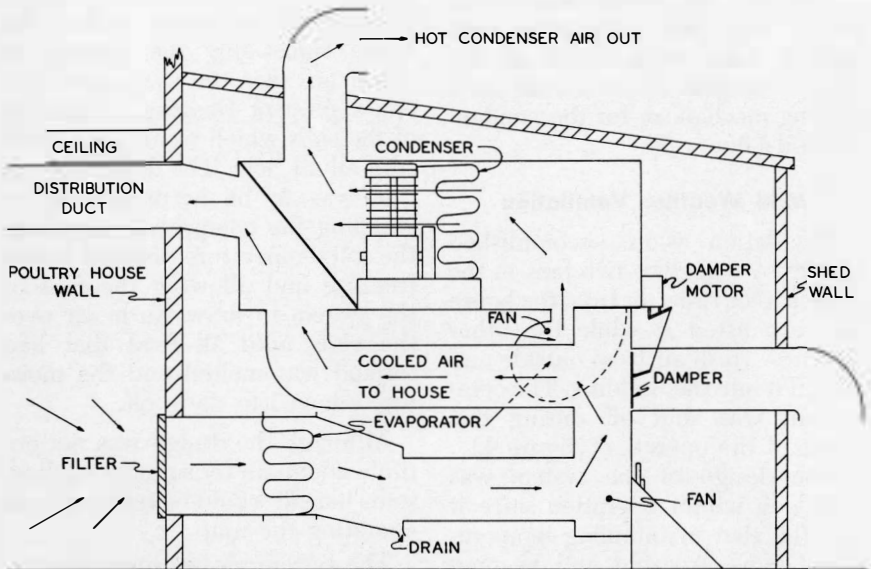 HOT CONDENSER AIR OUT
CEILING
CONDENSER
DISTRIBUTION
DUCT
POULTRY HOUSE
WALL
DAMPER
MOTOR
SHED
WALL
FAN
COOLED AIR
TO HOUSE
DAMPER
EVAPORATOR
FILTER
FAN
DRAIN